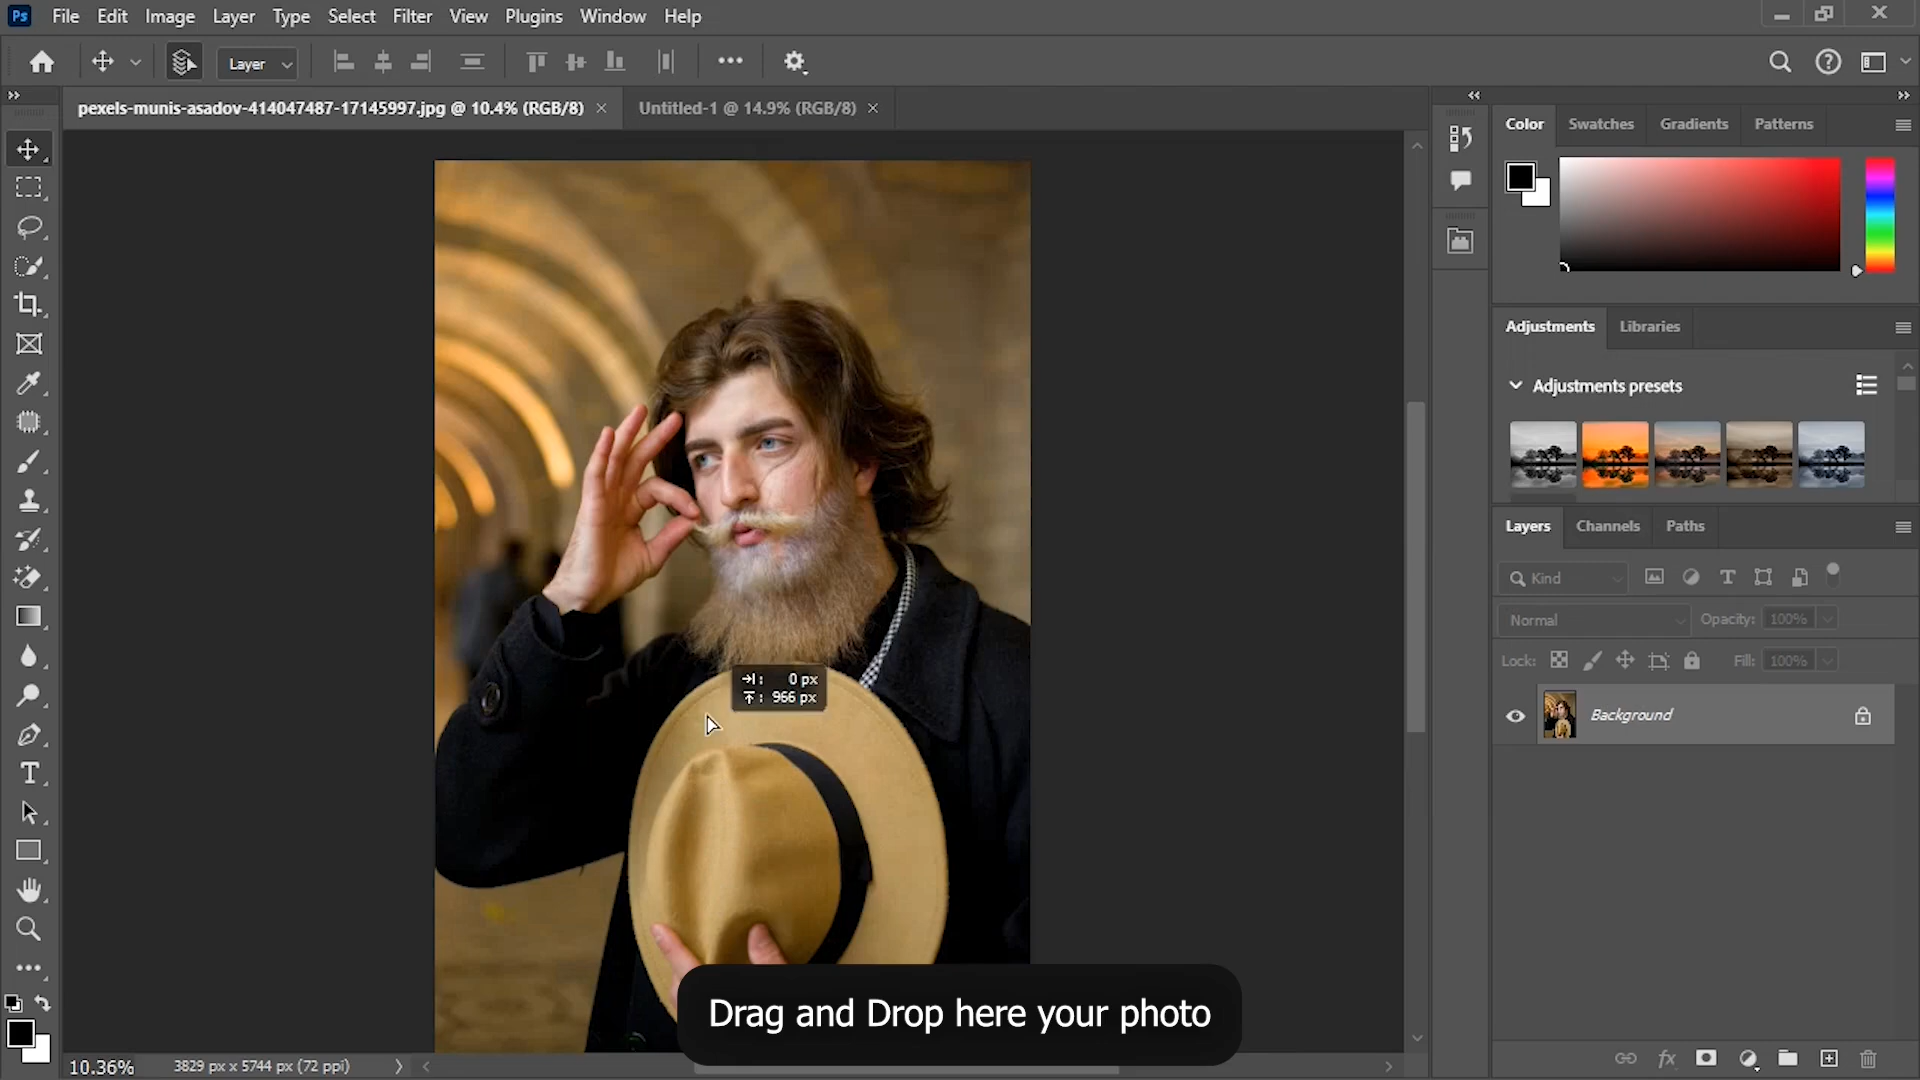 Ps File Edit Image Layer Type Select Filter View Plugins Window Help
Layer
pexels-munis-asadov-414047487-17145997.jpg @ 10.4% (RGB/8) Untitled-1 @ 14.9% (RGB/8)
Color Swatches Gradients Patterns
Adjustments Libraries
Adjustments presets
Layers Channels Paths
Kind
Normal Opacity: 100%
Lock: Fill: 100%
Background
0 px
966 px
Drag and Drop here your photo
10.36% 3829 px x 5744 px (72 ppi)
fx